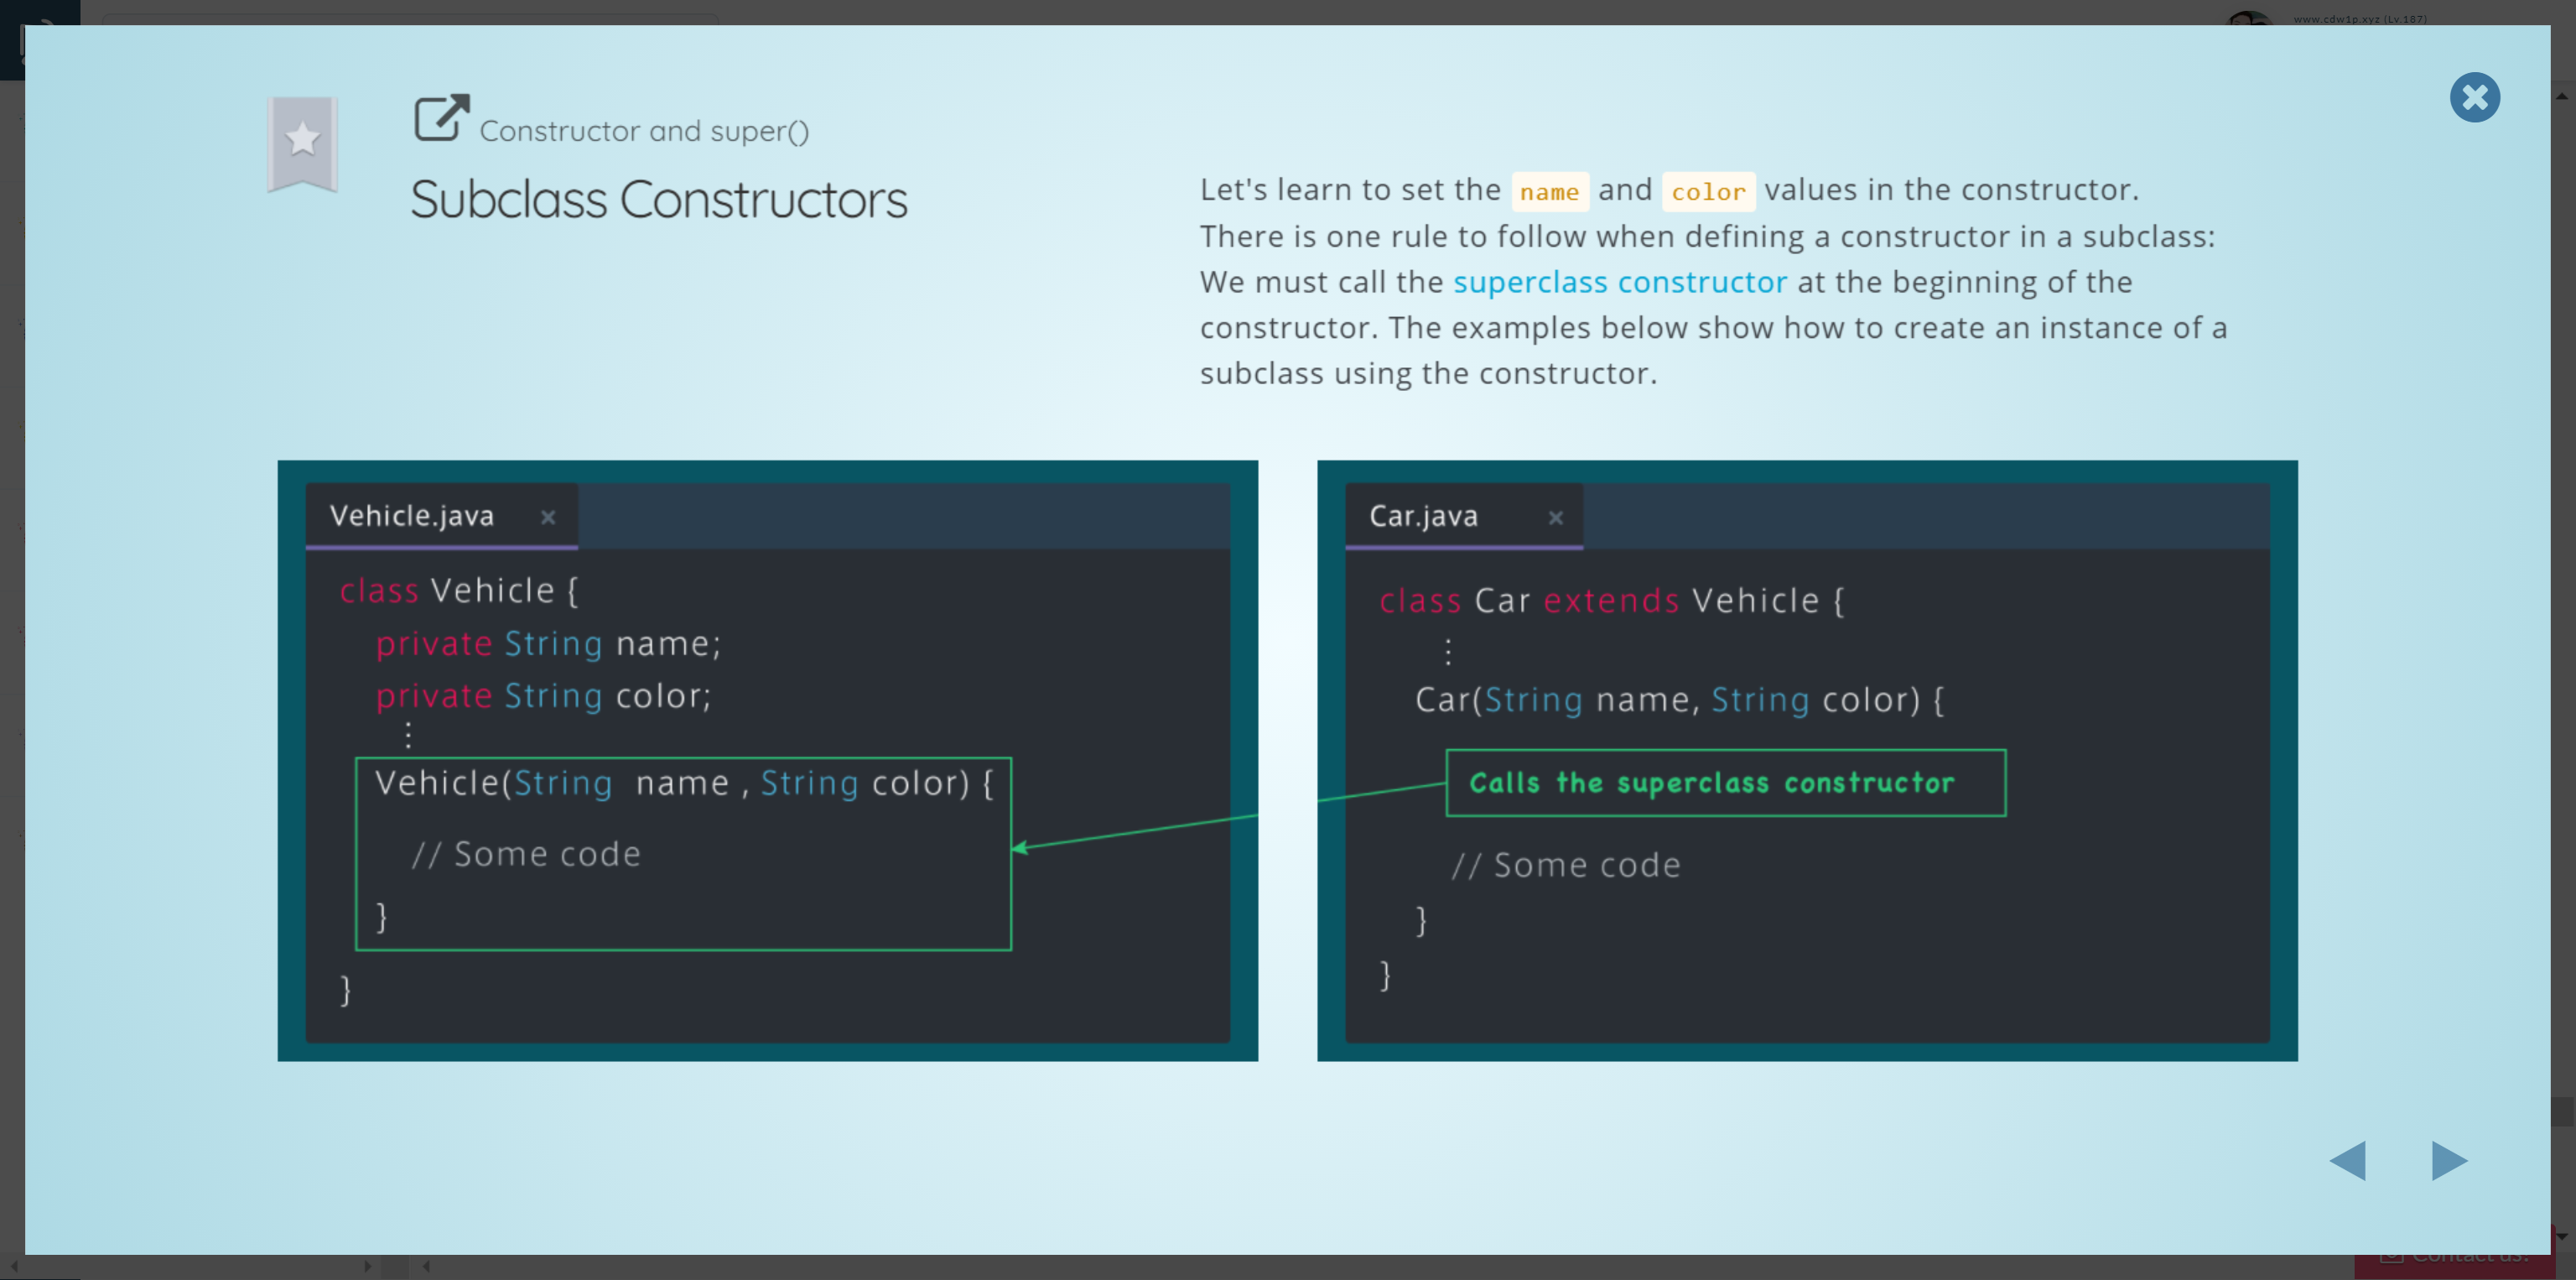 www.cdw1p.xyz (Lv.187)
Constructor and super()
Subclass Constructors
Let's learn to set the name and color values in the constructor.
There is one rule to follow when defining a constructor in a subclass:
We must call the superclass constructor at the beginning of the
constructor. The examples below show how to create an instance of a
subclass using the constructor.
Vehicle.java ×
class Vehicle {
private String name;
private String color;
⋮
Vehicle(String name , String color) {
// Some code
}
}
Car.java ×
class Car extends Vehicle {
⋮
Car(String name, String color) {
Calls the superclass constructor
// Some code
}
}
Contact us!